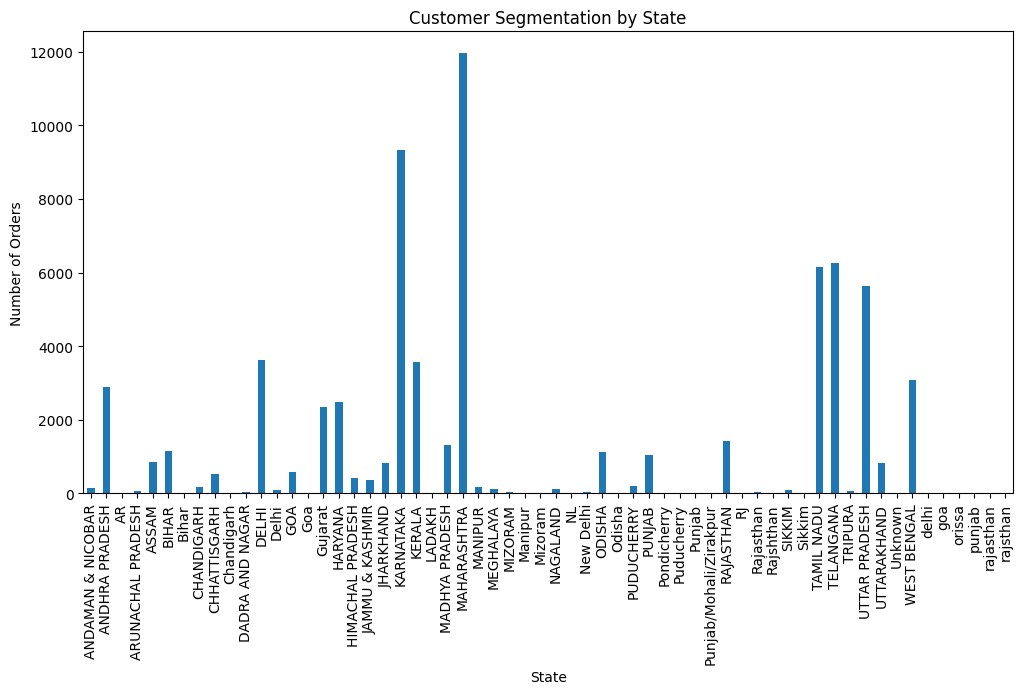 Customer Segmentation by State
Number of Orders
12000
10000
8000
6000
4000
2000
0
ANDAMAN & NICOBAR
ANDHRA PRADESH
AR
ARUNACHAL PRADESH
ASSAM
BIHAR
Bihar
CHANDIGARH
CHHATTISGARH
Chandigarh
DADRA AND NAGAR
DELHI
Delhi
GOA
Goa
Gujarat
HARYANA
HIMACHAL PRADESH
JAMMU & KASHMIR
JHARKHAND
KARNATAKA
KERALA
LADAKH
MADHYA PRADESH
MAHARASHTRA
MANIPUR
MEGHALAYA
MIZORAM
Manipur
Mizoram
NAGALAND
NL
New Delhi
ODISHA
Odisha
PUDUCHERRY
PUNJAB
Pondicherry
Puducherry
Punjab
Punjab/Mohali/Zirakpur
RAJASTHAN
RJ
Rajasthan
Rajshthan
SIKKIM
Sikkim
TAMIL NADU
TELANGANA
TRIPURA
UTTAR PRADESH
UTTARAKHAND
Unknown
WEST BENGAL
delhi
goa
orissa
punjab
rajasthan
rajsthan
State